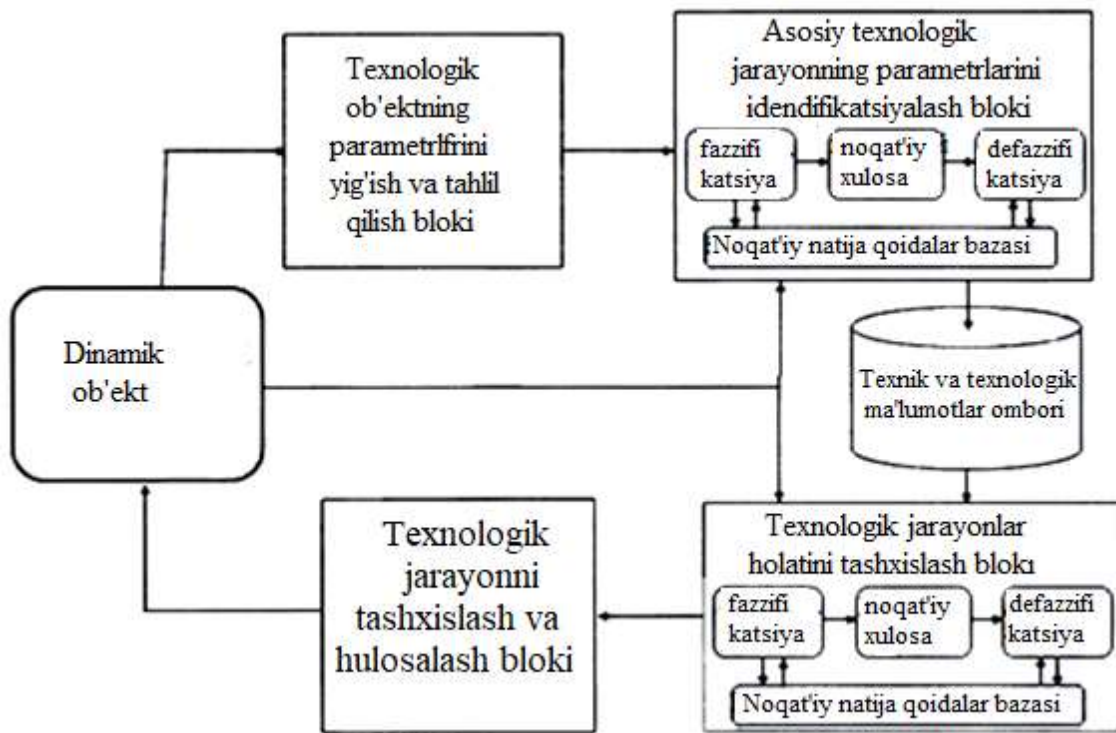 Texnologik
ob'ektning
parametrlfrini
yig'ish va tahlil
qilish bloki
Asosiy texnologik
jarayonning parametrlarini
idendifikatsiyalash bloki
fazzifi
katsiya
noqat'iy
xulosa
defazzifi
katsiya
Noqat'iy natija qoidalar bazasi
Dinamik
ob'ekt
Texnik va texnologik
ma'lumotlar ombori
Texnologik
jarayonni
tashxislash va
hulosalash bloki
Texnologik jarayonlar
holatini tashxislash bloki
fazzifi
katsiya
noqat'iy
xulosa
defazzifi
katsiya
Noqat'iy natija qoidalar bazasi